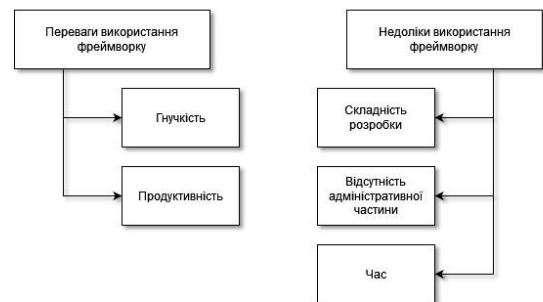 Переваги використання
фреймворку
Гнучкість
Продуктивність
Недоліки використання
фреймворку
Складність
розробки
Відсутність
адміністративної
частини
Час